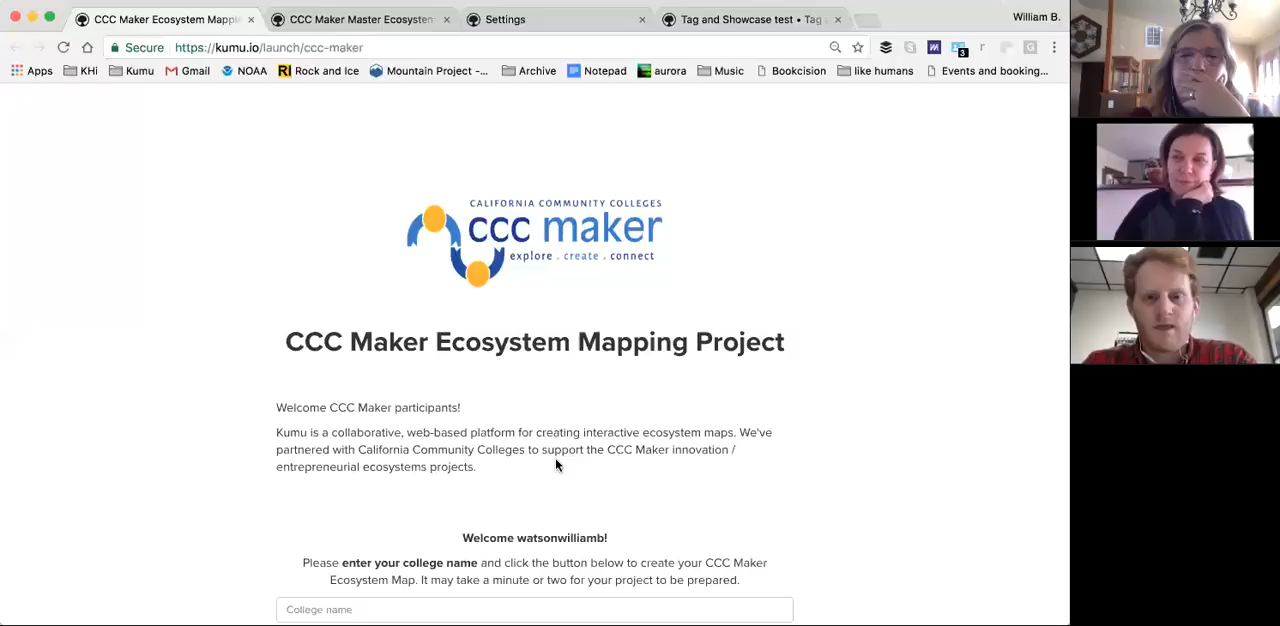 CCC Maker Ecosystem Mappi
CCC Maker Master Ecosystem
Settings
Tag and Showcase test • Tag
William B.
Secure
https://kumu.io/launch/ccc-maker
3
Apps
KHi
Kumu
Gmail
NOAA
Rock and Ice
Mountain Project -...
Archive
Notepad
aurora
Music
Bookcision
like humans
Events and booking...
CALIFORNIA COMMUNITY COLLEGES
ccc maker
explore . create . connect
CCC Maker Ecosystem Mapping Project
Welcome CCC Maker participants!
Kumu is a collaborative, web-based platform for creating interactive ecosystem maps. We've
partnered with California Community Colleges to support the CCC Maker innovation /
entrepreneurial ecosystems projects.
Welcome watsonwilliamb!
Please enter your college name and click the button below to create your CCC Maker
Ecosystem Map. It may take a minute or two for your project to be prepared.
College name